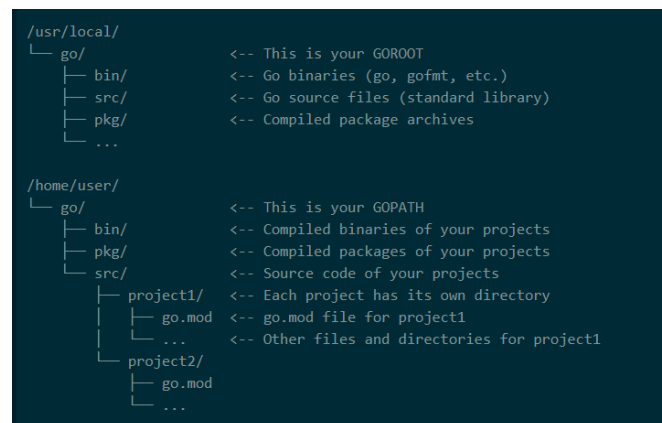 /usr/local/
└── go/              <-- This is your GOROOT
    ├── bin/         <-- Go binaries (go, gofmt, etc.)
    ├── src/         <-- Go source files (standard library)
    ├── pkg/         <-- Compiled package archives
    └── ...
/home/user/
└── go/              <-- This is your GOPATH
    ├── bin/         <-- Compiled binaries of your projects
    ├── pkg/         <-- Compiled packages of your projects
    └── src/         <-- Source code of your projects
        ├── project1/  <-- Each project has its own directory
        │   ├── go.mod <-- go.mod file for project1
        │   └── ...    <-- Other files and directories for project1
        └── project2/
            ├── go.mod
            └── ...